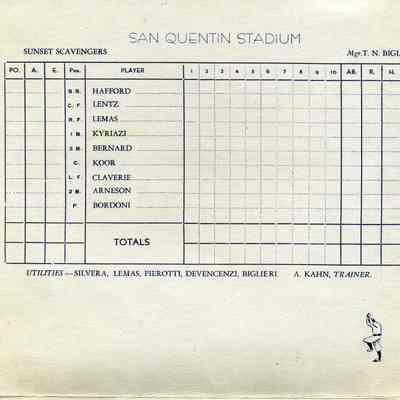 SAN QUENTIN STADIUM
SUNSET SCAVENGERS Mgr. T. N. BIGL
PO. A. E. Pos. PLAYER 1 2 3 4 5 6 7 8 9 10 AB. R. H.
S S. HAFFORD
C. F LENTZ
R. F LEMAS
1 B KYRIAZI
3 B BERNARD
C. KOOR
L. F CLAVERIE
2 B. ARNESON
P BORDONI
TOTALS
UTILITIES—SILVERA, LEMAS, PIEROTTI, DEVENCENZI, BIGLIERI A. KAHN, TRAINER.